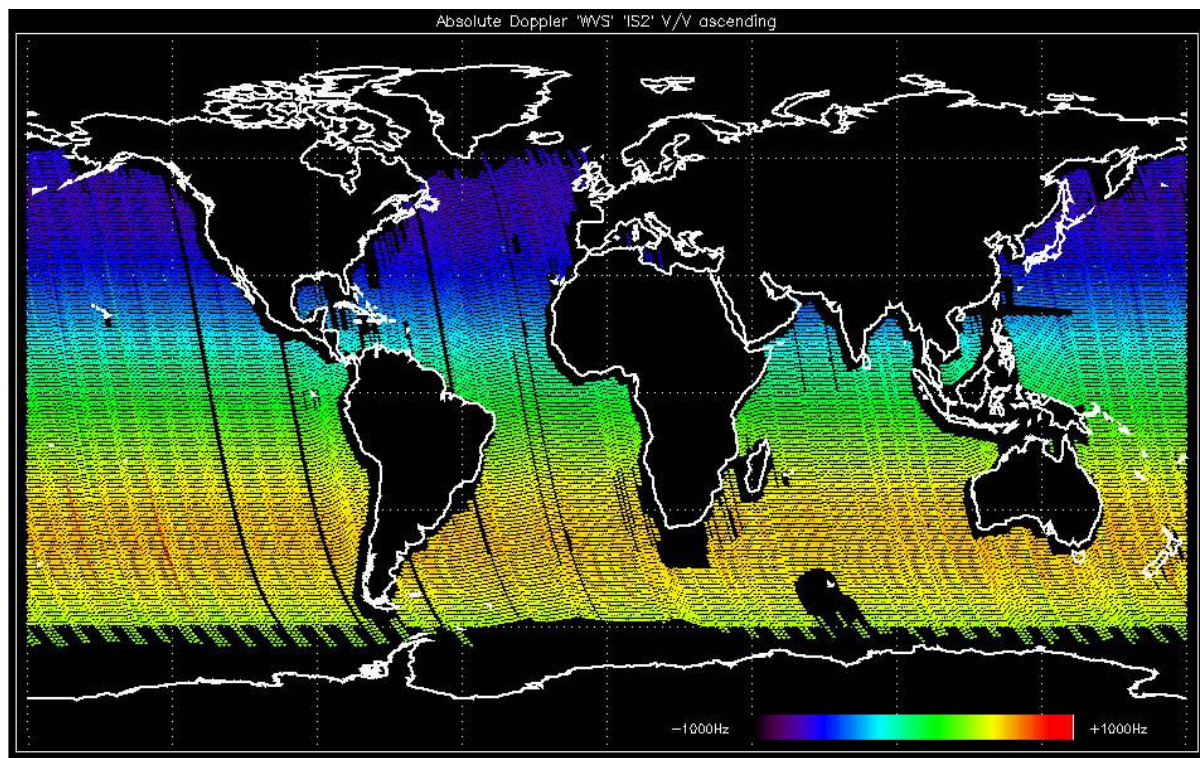 Absolute Doppler 'WVS' 'IS2' V/V ascending
-1000Hz +1000Hz